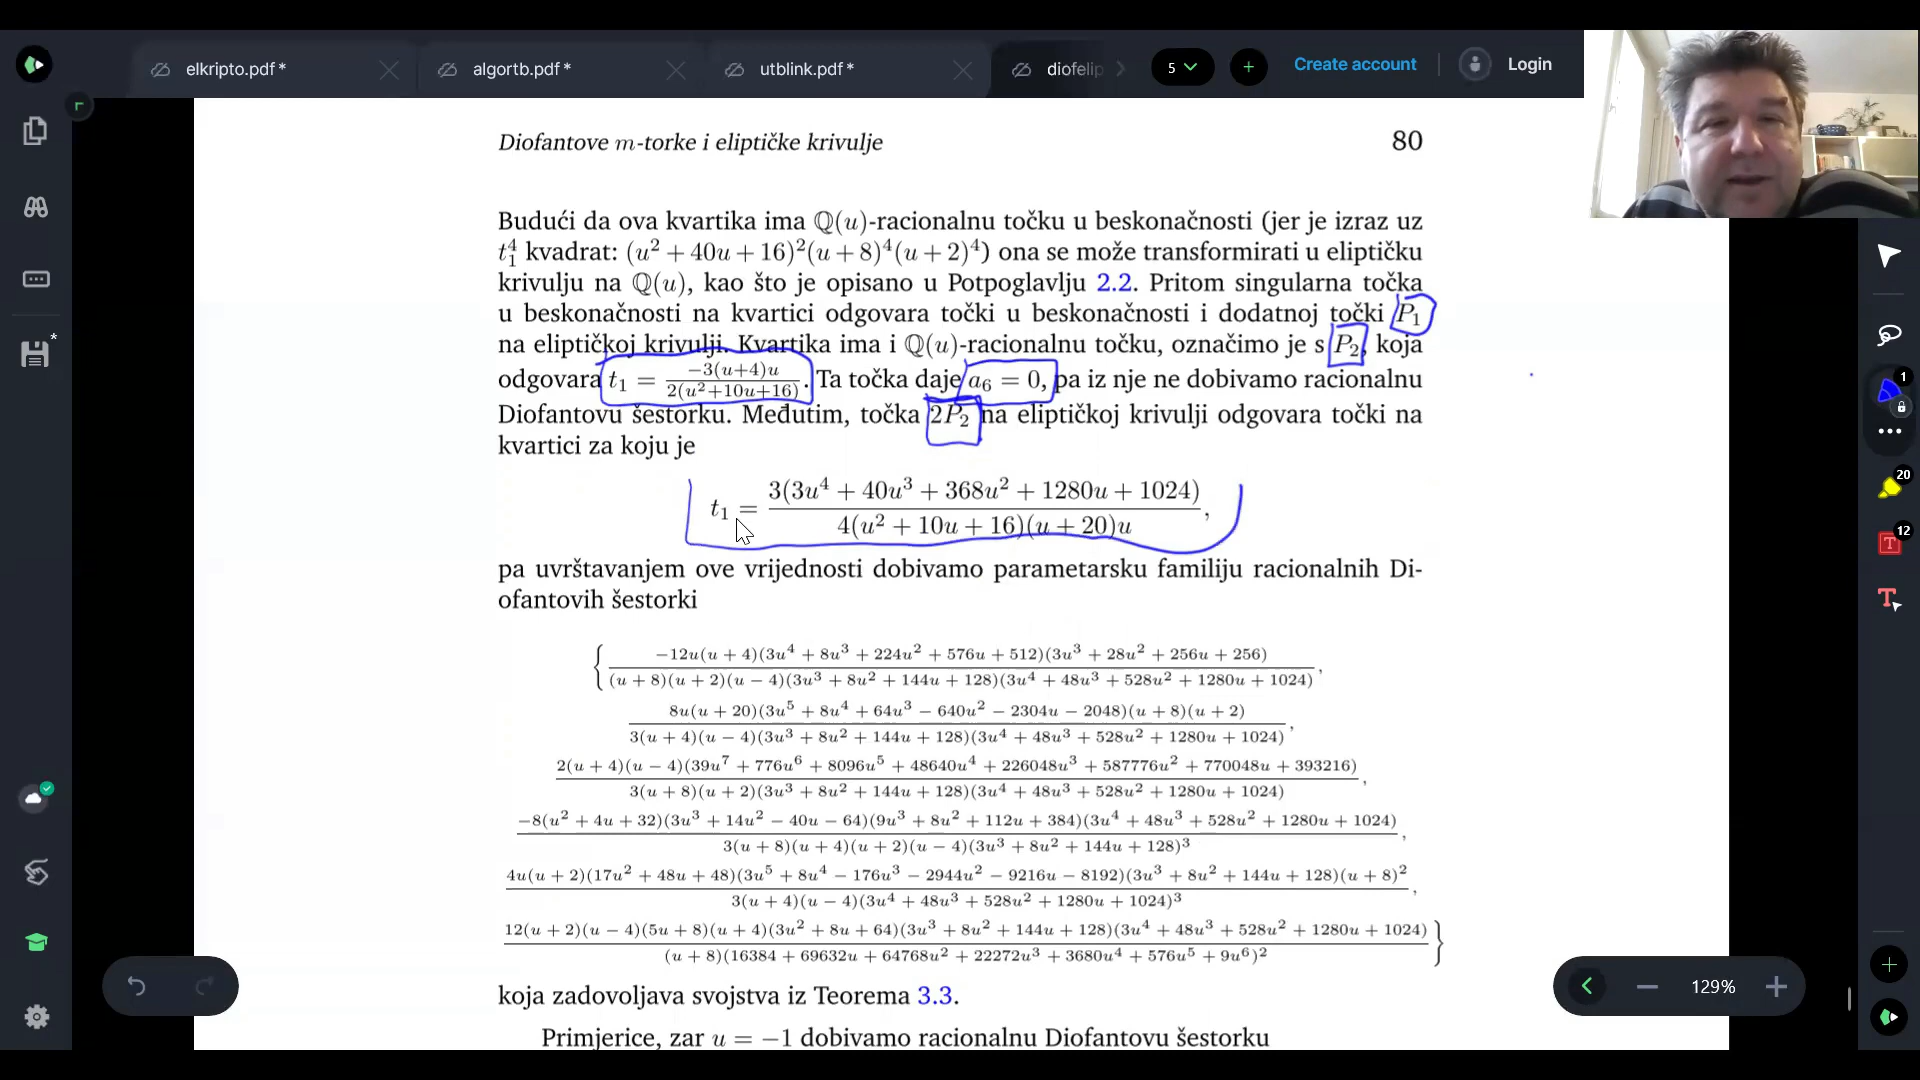 elkripto.pdf *
algortb.pdf *
utblink.pdf *
diofelip
5
Create account
Login
Diofantove m-torke i eliptičke krivulje 80
Budući da ova kvartika ima ℚ(u)-racionalnu točku u beskonačnosti (jer je izraz uz
t₁⁴ kvadrat: (u² + 40u + 16)²(u + 8)⁴(u + 2)⁴) ona se može transformirati u eliptičku
krivulju na ℚ(u), kao što je opisano u Potpoglavlju 2.2. Pritom singularna točka
u beskonačnosti na kvartici odgovara točki u beskonačnosti i dodatnoj točki P₁
na eliptičkoj krivulji. Kvartika ima i ℚ(u)-racionalnu točku, označimo je s P₂, koja
odgovara t₁ = −3(u+4)u / 2(u²+10u+16). Ta točka daje a₆ = 0, pa iz nje ne dobivamo racionalnu
Diofantovu šestorku. Međutim, točka 2P₂ na eliptičkoj krivulji odgovara točki na
kvartici za koju je
t₁ = 3(3u⁴ + 40u³ + 368u² + 1280u + 1024) / 4(u² + 10u + 16)(u + 20)u,
pa uvrštavanjem ove vrijednosti dobivamo parametarsku familiju racionalnih Di-
ofantovih šestorki
{ −12u(u + 4)(3u⁴ + 8u³ + 224u² + 576u + 512)(3u³ + 28u² + 256u + 256)
(u + 8)(u + 2)(u − 4)(3u³ + 8u² + 144u + 128)(3u⁴ + 48u³ + 528u² + 1280u + 1024) ,
8u(u + 20)(3u⁵ + 8u⁴ + 64u³ − 640u² − 2304u − 2048)(u + 8)(u + 2)
3(u + 4)(u − 4)(3u³ + 8u² + 144u + 128)(3u⁴ + 48u³ + 528u² + 1280u + 1024) ,
2(u + 4)(u − 4)(39u⁷ + 776u⁶ + 8096u⁵ + 48640u⁴ + 226048u³ + 587776u² + 770048u + 393216)
3(u + 8)(u + 2)(3u³ + 8u² + 144u + 128)(3u⁴ + 48u³ + 528u² + 1280u + 1024) ,
−8(u² + 4u + 32)(3u³ + 14u² − 40u − 64)(9u³ + 8u² + 112u + 384)(3u⁴ + 48u³ + 528u² + 1280u + 1024)
3(u + 8)(u + 4)(u + 2)(u − 4)(3u³ + 8u² + 144u + 128)³ ,
4u(u + 2)(17u² + 48u + 48)(3u⁵ + 8u⁴ − 176u³ − 2944u² − 9216u − 8192)(3u³ + 8u² + 144u + 128)(u + 8)²
3(u + 4)(u − 4)(3u⁴ + 48u³ + 528u² + 1280u + 1024)³ ,
12(u + 2)(u − 4)(5u + 8)(u + 4)(3u² + 8u + 64)(3u³ + 8u² + 144u + 128)(3u⁴ + 48u³ + 528u² + 1280u + 1024)
(u + 8)(16384 + 69632u + 64768u² + 22272u³ + 3680u⁴ + 576u⁵ + 9u⁶)² }
koja zadovoljava svojstva iz Teorema 3.3.
Primjerice, zar u = −1 dobivamo racionalnu Diofantovu šestorku
1
20
12
129%